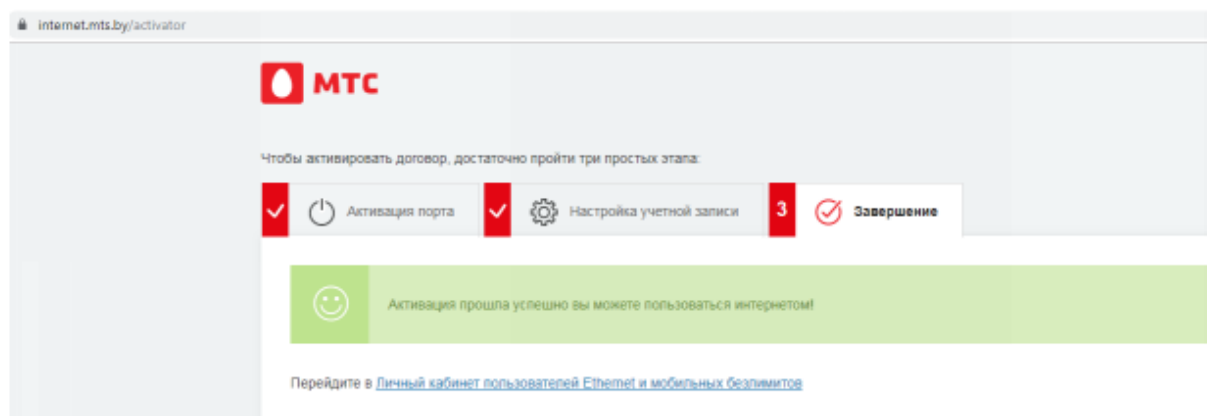 internet.mts.by/activator
МТС
Чтобы активировать договор, достаточно пройти три простых этапа:
Активация порта
Настройка учетной записи
3 Завершение
Активация прошла успешно вы можете пользоваться интернетом!
Перейдите в Личный кабинет пользователей Ethernet и мобильных безлимитов